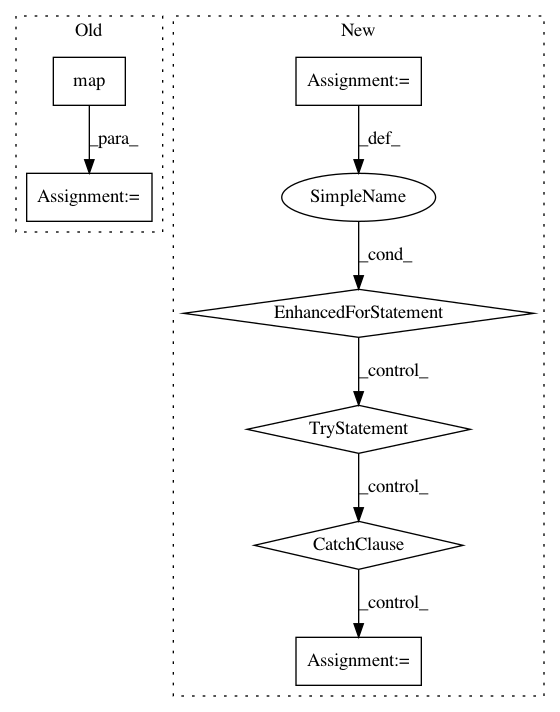 Old
New
map
Assignment:=
_para_
_def_
Assignment:=
SimpleName
_cond_
EnhancedForStatement
_control_
TryStatement
_control_
CatchClause
_control_
Assignment:=